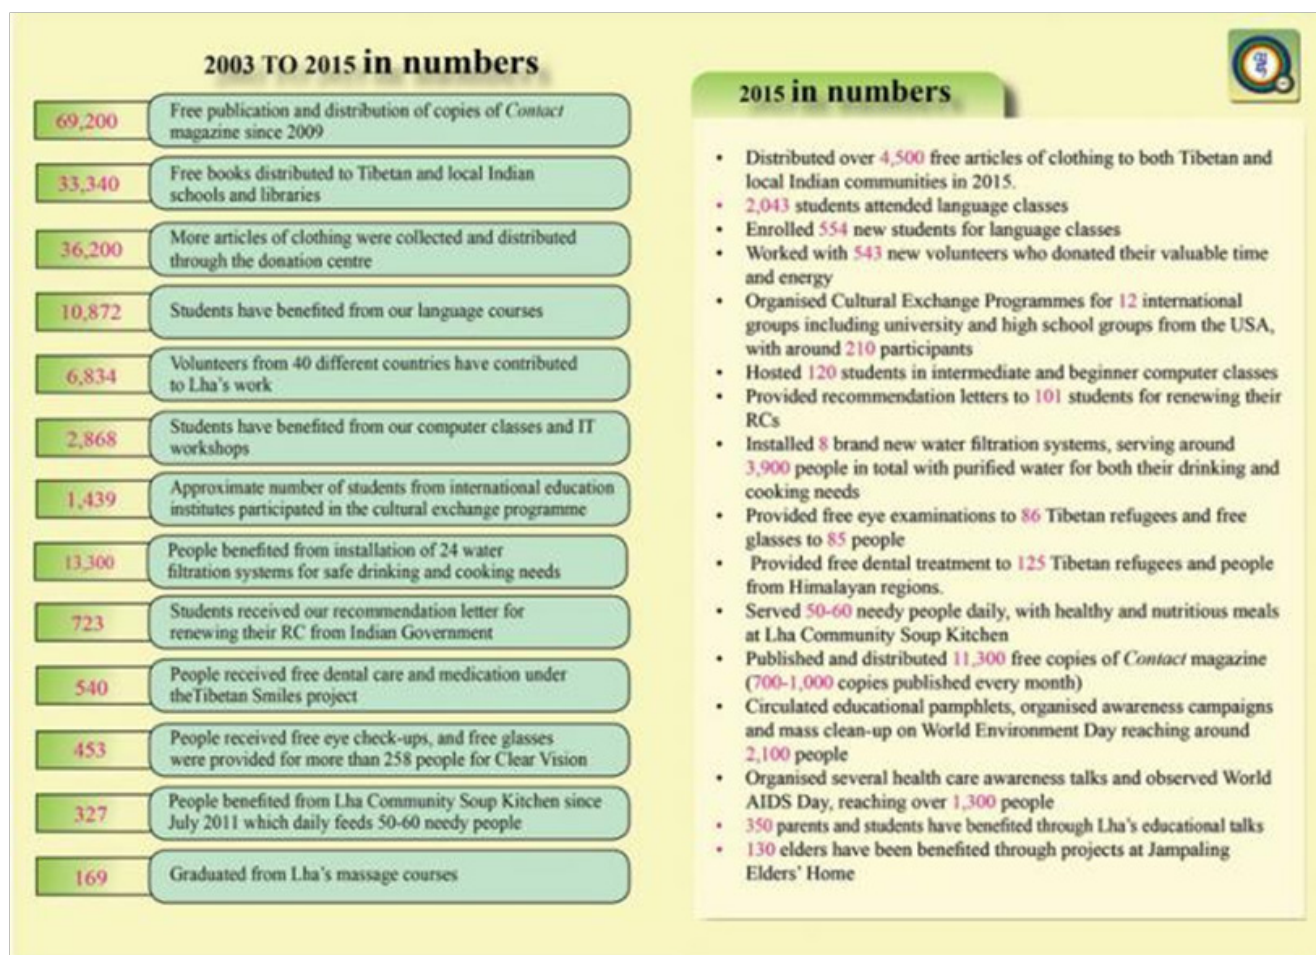 2003 TO 2015 in numbers
69,200
Free publication and distribution of copies of Contact
magazine since 2009
33,340
Free books distributed to Tibetan and local Indian
schools and libraries
36,200
More articles of clothing were collected and distributed
through the donation centre
10,872
Students have benefited from our language courses
6,834
Volunteers from 40 different countries have contributed
to Lha's work
2,868
Students have benefited from our computer classes and IT
workshops
1,439
Approximate number of students from international education
institutes participated in the cultural exchange programme
13,300
People benefited from installation of 24 water
filtration systems for safe drinking and cooking needs
723
Students received our recommendation letter for
renewing their RC from Indian Government
540
People received free dental care and medication under
theTibetan Smiles project
453
People received free eye check-ups, and free glasses
were provided for more than 258 people for Clear Vision
327
People benefited from Lha Community Soup Kitchen since
July 2011 which daily feeds 50-60 needy people
169
Graduated from Lha's massage courses
2015 in numbers
• Distributed over 4,500 free articles of clothing to both Tibetan and
local Indian communities in 2015.
• 2,043 students attended language classes
• Enrolled 554 new students for language classes
• Worked with 543 new volunteers who donated their valuable time
and energy
• Organised Cultural Exchange Programmes for 12 international
groups including university and high school groups from the USA,
with around 210 participants
• Hosted 120 students in intermediate and beginner computer classes
• Provided recommendation letters to 101 students for renewing their
RCs
• Installed 8 brand new water filtration systems, serving around
3,900 people in total with purified water for both their drinking and
cooking needs
• Provided free eye examinations to 86 Tibetan refugees and free
glasses to 85 people
• Provided free dental treatment to 125 Tibetan refugees and people
from Himalayan regions.
• Served 50-60 needy people daily, with healthy and nutritious meals
at Lha Community Soup Kitchen
• Published and distributed 11,300 free copies of Contact magazine
(700-1,000 copies published every month)
• Circulated educational pamphlets, organised awareness campaigns
and mass clean-up on World Environment Day reaching around
2,100 people
• Organised several health care awareness talks and observed World
AIDS Day, reaching over 1,300 people
• 350 parents and students have benefited through Lha's educational talks
• 130 elders have been benefited through projects at Jampaling
Elders' Home